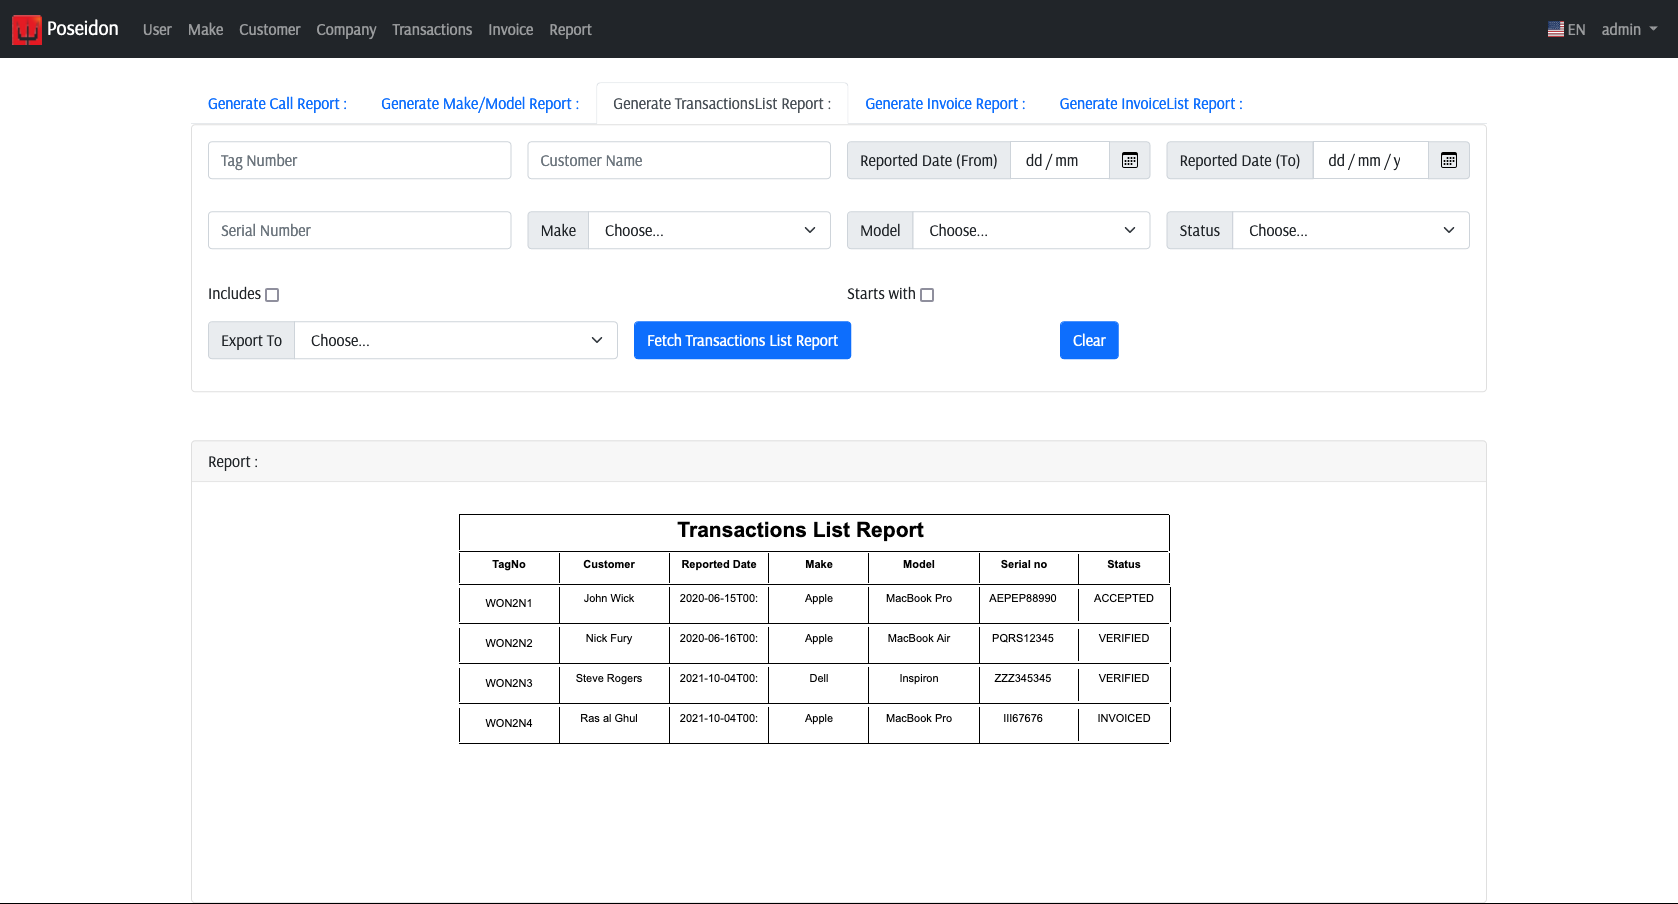 Poseidon User Make Customer Company Transactions Invoice Report EN admin
Generate Call Report : Generate Make/Model Report : Generate TransactionsList Report : Generate Invoice Report : Generate InvoiceList Report :
Tag Number Customer Name Reported Date (From) dd / mm Reported Date (To) dd / mm / y
Serial Number Make Choose... Model Choose... Status Choose...
Includes Starts with
Export To Choose... Fetch Transactions List Report Clear
Report :
Transactions List Report
TagNo Customer Reported Date Make Model Serial no Status
WON2N1 John Wick 2020-06-15T00: Apple MacBook Pro AEPEP88990 ACCEPTED
WON2N2 Nick Fury 2020-06-16T00: Apple MacBook Air PQRS12345 VERIFIED
WON2N3 Steve Rogers 2021-10-04T00: Dell Inspiron ZZZ345345 VERIFIED
WON2N4 Ras al Ghul 2021-10-04T00: Apple MacBook Pro III67676 INVOICED